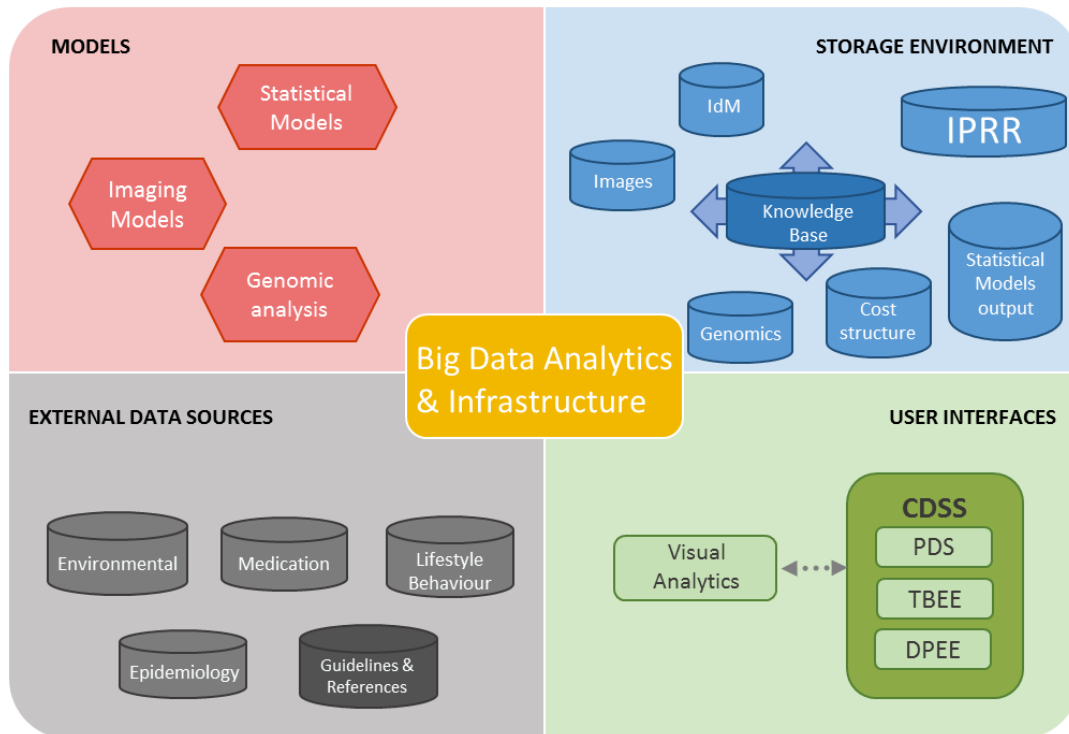 MODELS
Statistical
Models
Imaging
Models
Genomic
analysis
STORAGE ENVIRONMENT
IdM
IPRR
Images
Knowledge
Base
Statistical
Models
output
Cost
structure
Genomics
Big Data Analytics
& Infrastructure
EXTERNAL DATA SOURCES
Environmental
Medication
Lifestyle
Behaviour
Epidemiology
Guidelines &
References
USER INTERFACES
Visual
Analytics
CDSS
PDS
TBEE
DPEE